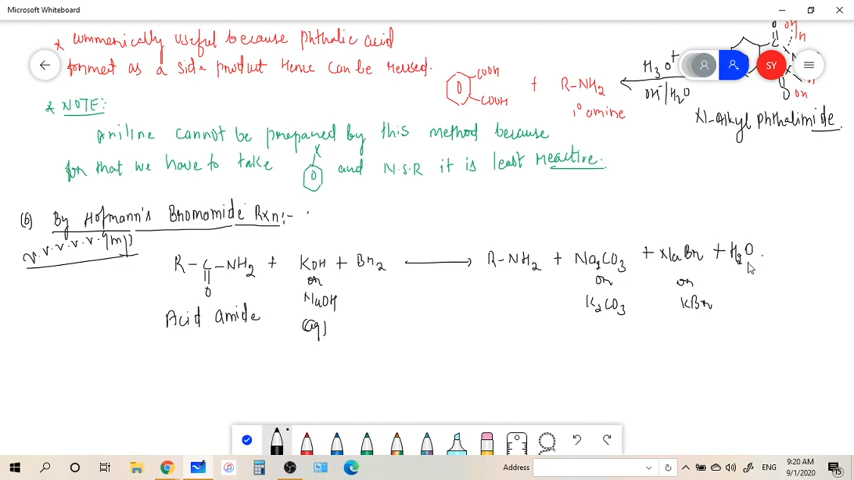 Microsoft Whiteboard
* commercially useful because phthalic acid
formed as a side product Hence can be reused.
COOH
COOH
+ R-NH2
1° amine
H3O+
OH-/H2O
SY
N-alkyl phthalimide
* NOTE:
Aniline cannot be prepared by this method because
for that we have to take X and N.S.R it is least reactive.
(6) By Hofmann's Bromomide Rxn:-
v.v.v.v.v.Imp
R-C-NH2 + KOH + Br2 → R-NH2 + Na2CO3 + NaBr + H2O.
O or or or
NaOH K2CO3 KBr
Acid amide (aq)
Address
ENG
9:20 AM
9/1/2020
15